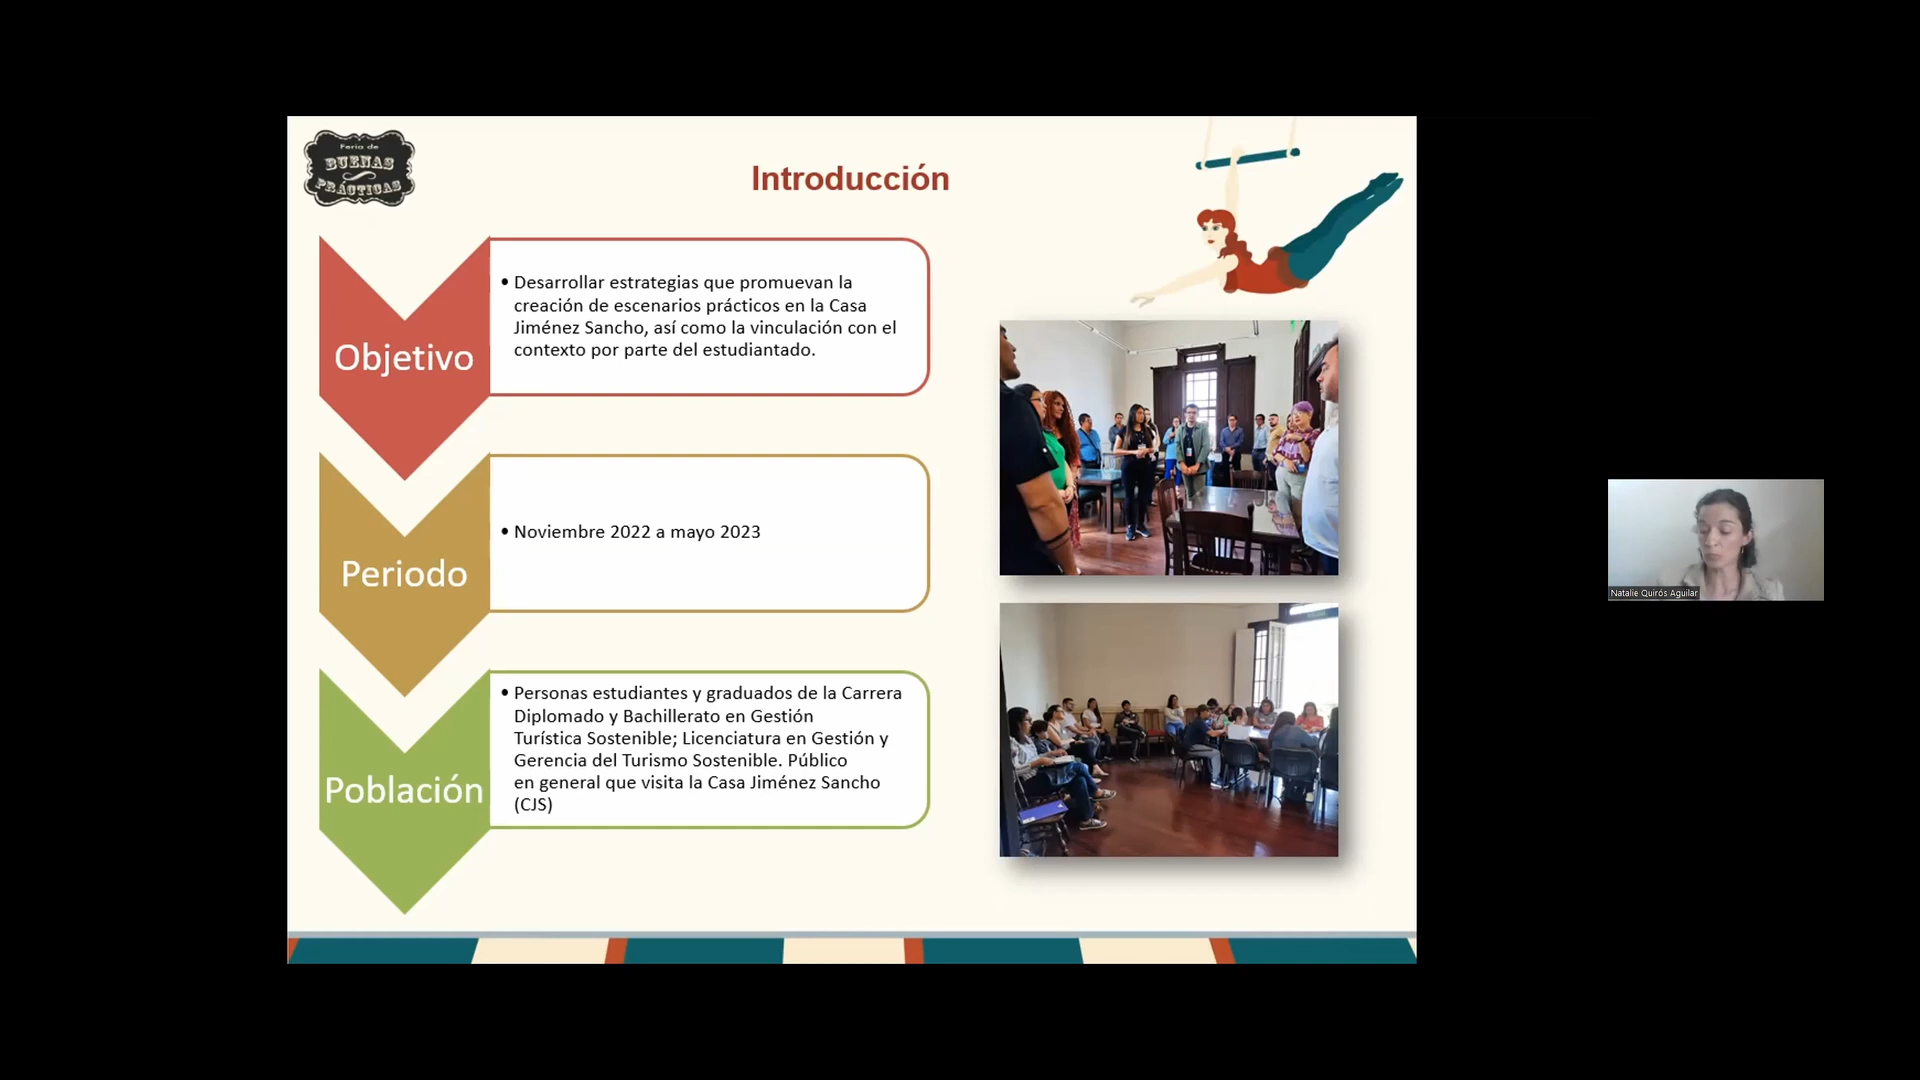 Feria de
BUENAS
PRÁCTICAS
Introducción
Objetivo
• Desarrollar estrategias que promuevan la
creación de escenarios prácticos en la Casa
Jiménez Sancho, así como la vinculación con el
contexto por parte del estudiantado.
Periodo
• Noviembre 2022 a mayo 2023
Población
• Personas estudiantes y graduados de la Carrera
Diplomado y Bachillerato en Gestión
Turística Sostenible; Licenciatura en Gestión y
Gerencia del Turismo Sostenible. Público
en general que visita la Casa Jiménez Sancho
(CJS)
Natalie Quirós Aguilar